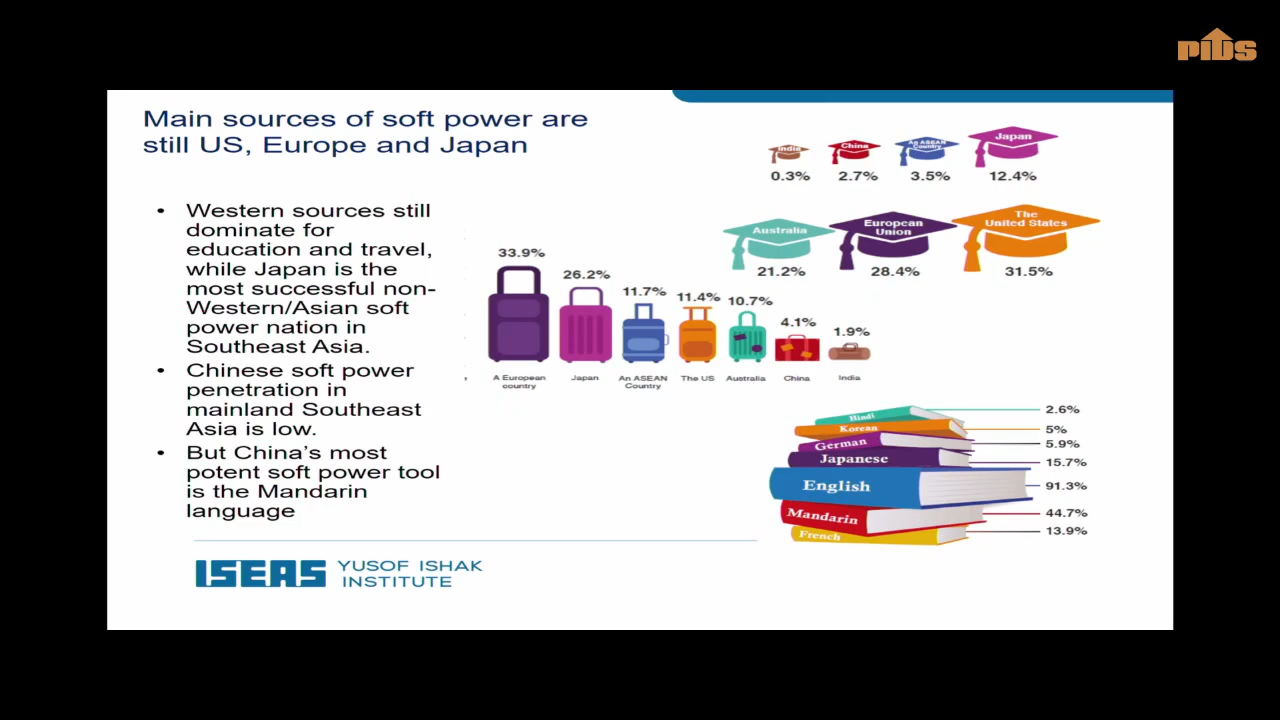 PIDS
Main sources of soft power are
still US, Europe and Japan
• Western sources still
dominate for
education and travel,
while Japan is the
most successful non-
Western/Asian soft
power nation in
Southeast Asia.
• Chinese soft power
penetration in
mainland Southeast
Asia is low.
• But China's most
potent soft power tool
is the Mandarin
language
India
China
An ASEAN
Country
Japan
0.3%
2.7%
3.5%
12.4%
Australia
European
Union
The
United States
21.2%
28.4%
31.5%
33.9%
26.2%
11.7%
11.4%
10.7%
4.1%
1.9%
A European
country
Japan
An ASEAN
Country
The US
Australia
China
India
Hindi 2.6%
Korean 5%
German 5.9%
Japanese 15.7%
English 91.3%
Mandarin 44.7%
French 13.9%
ISEAS YUSOF ISHAK
INSTITUTE